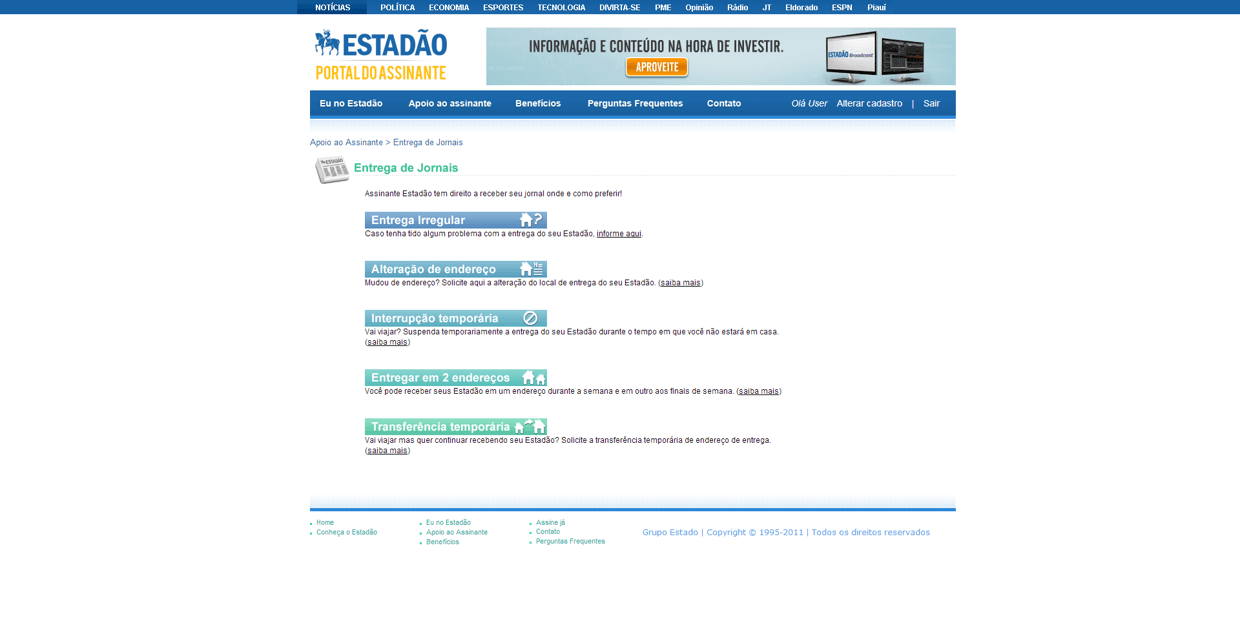 NOTÍCIAS POLÍTICA ECONOMIA ESPORTES TECNOLOGIA DIVIRTA-SE PME Opinião Rádio JT Eldorado ESPN Piauí
ESTADÃO
PORTAL DO ASSINANTE
INFORMAÇÃO E CONTEÚDO NA HORA DE INVESTIR.
APROVEITE
ESTADÃO Broadcast
Eu no Estadão Apoio ao assinante Benefícios Perguntas Frequentes Contato Olá User Alterar cadastro | Sair
Apoio ao Assinante > Entrega de Jornais
ESTADÃO
Entrega de Jornais
Assinante Estadão tem direito a receber seu jornal onde e como preferir!
Entrega Irregular
Caso tenha tido algum problema com a entrega do seu Estadão, informe aqui.
Alteração de endereço
Mudou de endereço? Solicite aqui a alteração do local de entrega do seu Estadão. (saiba mais)
Interrupção temporária
Vai viajar? Suspenda temporariamente a entrega do seu Estadão durante o tempo em que você não estará em casa.
(saiba mais)
Entregar em 2 endereços
Você pode receber seus Estadão em um endereço durante a semana e em outro aos finais de semana. (saiba mais)
Transferência temporária
Vai viajar mas quer continuar recebendo seu Estadão? Solicite a transferência temporária de endereço de entrega.
(saiba mais)
Home
Conheça o Estadão
Eu no Estadão
Apoio ao Assinante
Benefícios
Assine já
Contato
Perguntas Frequentes
Grupo Estado | Copyright © 1995-2011 | Todos os direitos reservados